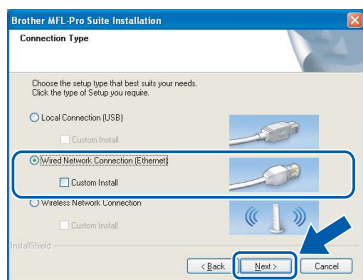 Brother MFL-Pro Suite Installation
Connection Type
Choose the setup type that best suits your needs.
Click the type of Setup you require.
Local Connection (USB)
Custom Install
Wired Network Connection (Ethernet)
Custom Install
Wireless Network Connection
Custom Install
InstallShield
< Back
Next >
Cancel